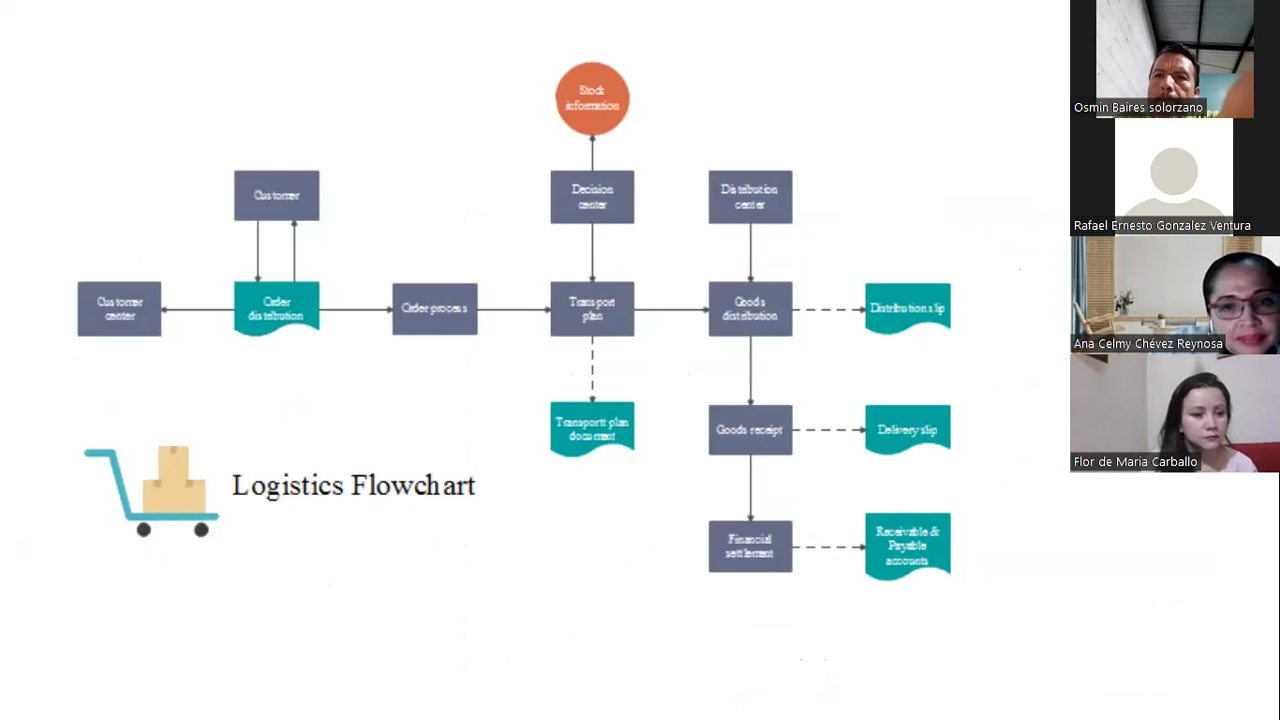 Stock
information
Customer
Decision
center
Distribution
center
Customer
center
Order
distribution
Order process
Transport
plan
Goods
distribution
Distribution slip
Transportt plan
document
Goods receipt
Delivery slip
Logistics Flowchart
Financial
settlement
Receivable &
Payable
accounts
Osmin Baires solorzano
Rafael Ernesto Gonzalez Ventura
Ana Celmy Chévez Reynosa
Flor de Maria Carballo